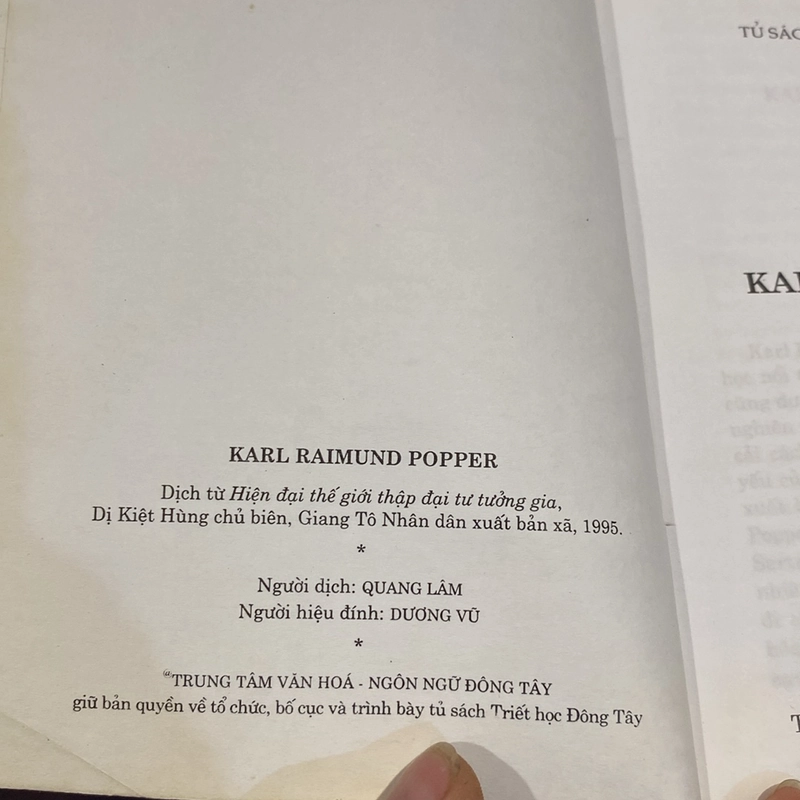 KARL RAIMUND POPPER
Dịch từ Hiện đại thế giới thập đại tư tưởng gia,
Dị Kiệt Hùng chủ biên, Giang Tô Nhân dân xuất bản xã, 1995.
*
Người dịch: QUANG LÂM
Người hiệu đính: DƯƠNG VŨ
*
@TRUNG TÂM VĂN HOÁ - NGÔN NGỮ ĐÔNG TÂY
giữ bản quyền về tổ chức, bố cục và trình bày tủ sách Triết học Đông Tây
TỦ